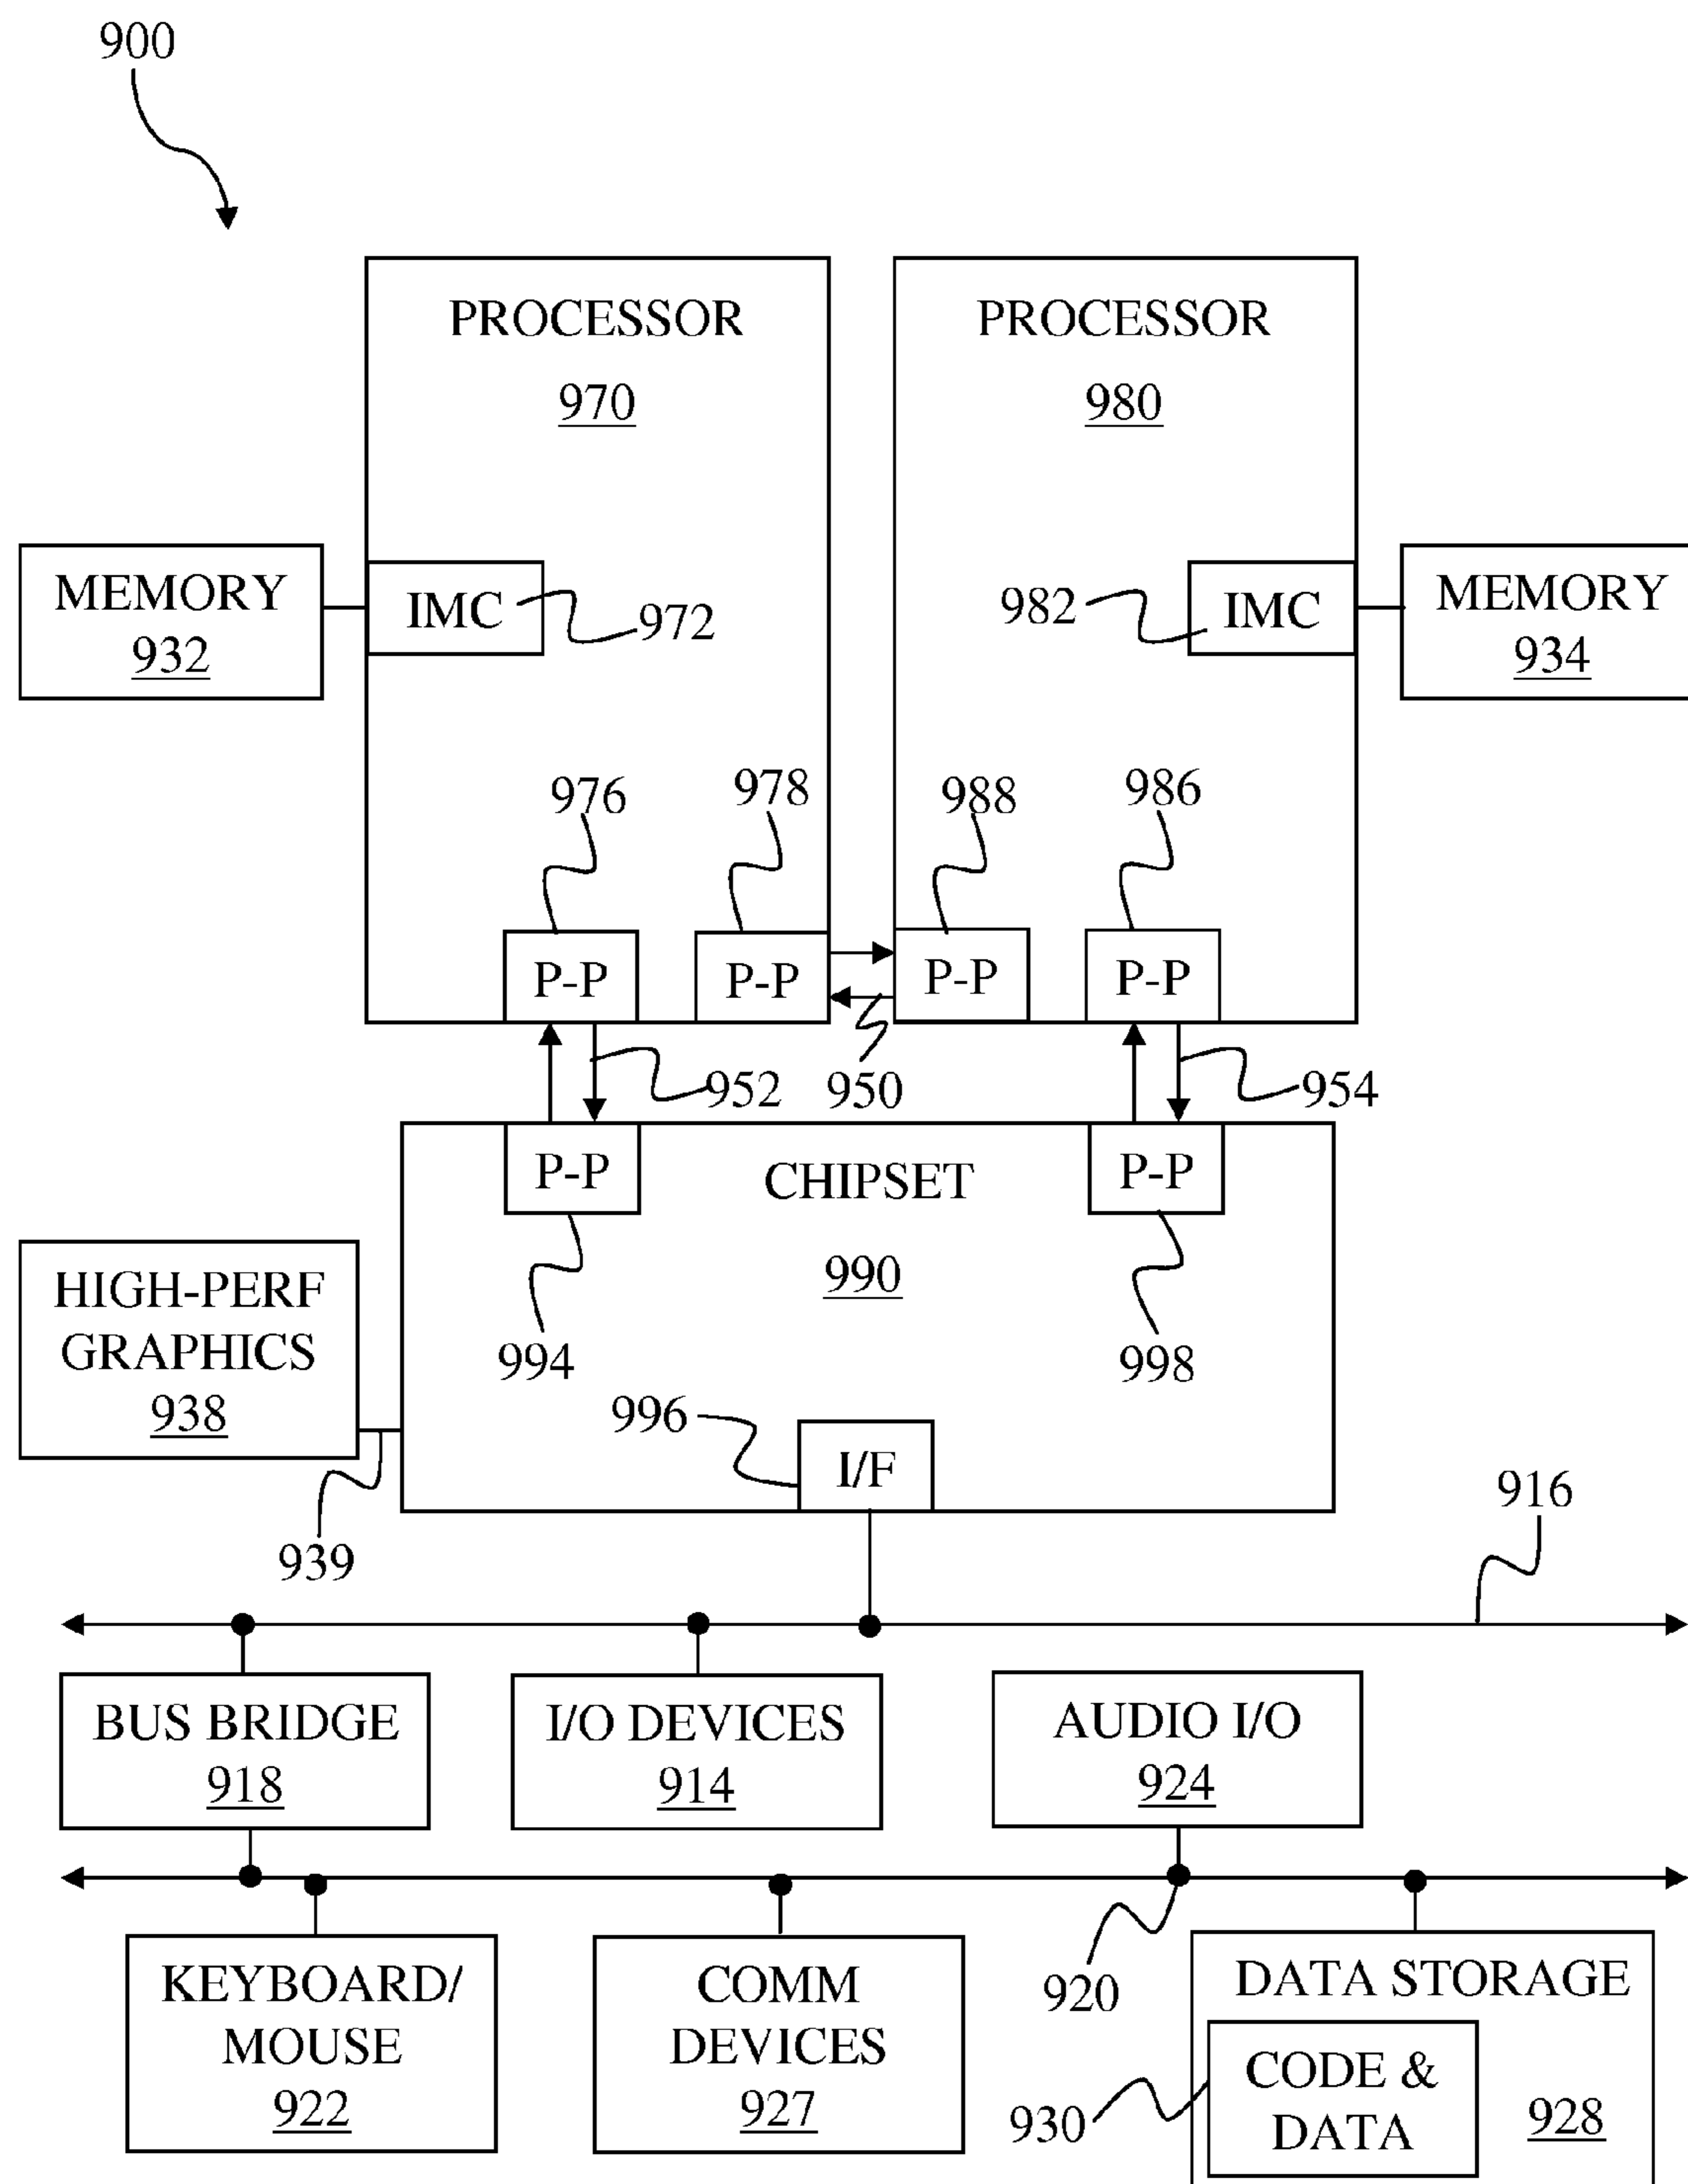 900
PROCESSOR
970
PROCESSOR
980
MEMORY
932
IMC
972
982
IMC
MEMORY
934
976
978
988
986
P-P
P-P
P-P
P-P
952
950
954
P-P
CHIPSET
P-P
990
994
998
HIGH-PERF
GRAPHICS
938
996
I/F
939
916
BUS BRIDGE
918
I/O DEVICES
914
AUDIO I/O
924
920
KEYBOARD/
MOUSE
922
COMM
DEVICES
927
DATA STORAGE
CODE &
DATA
930
928